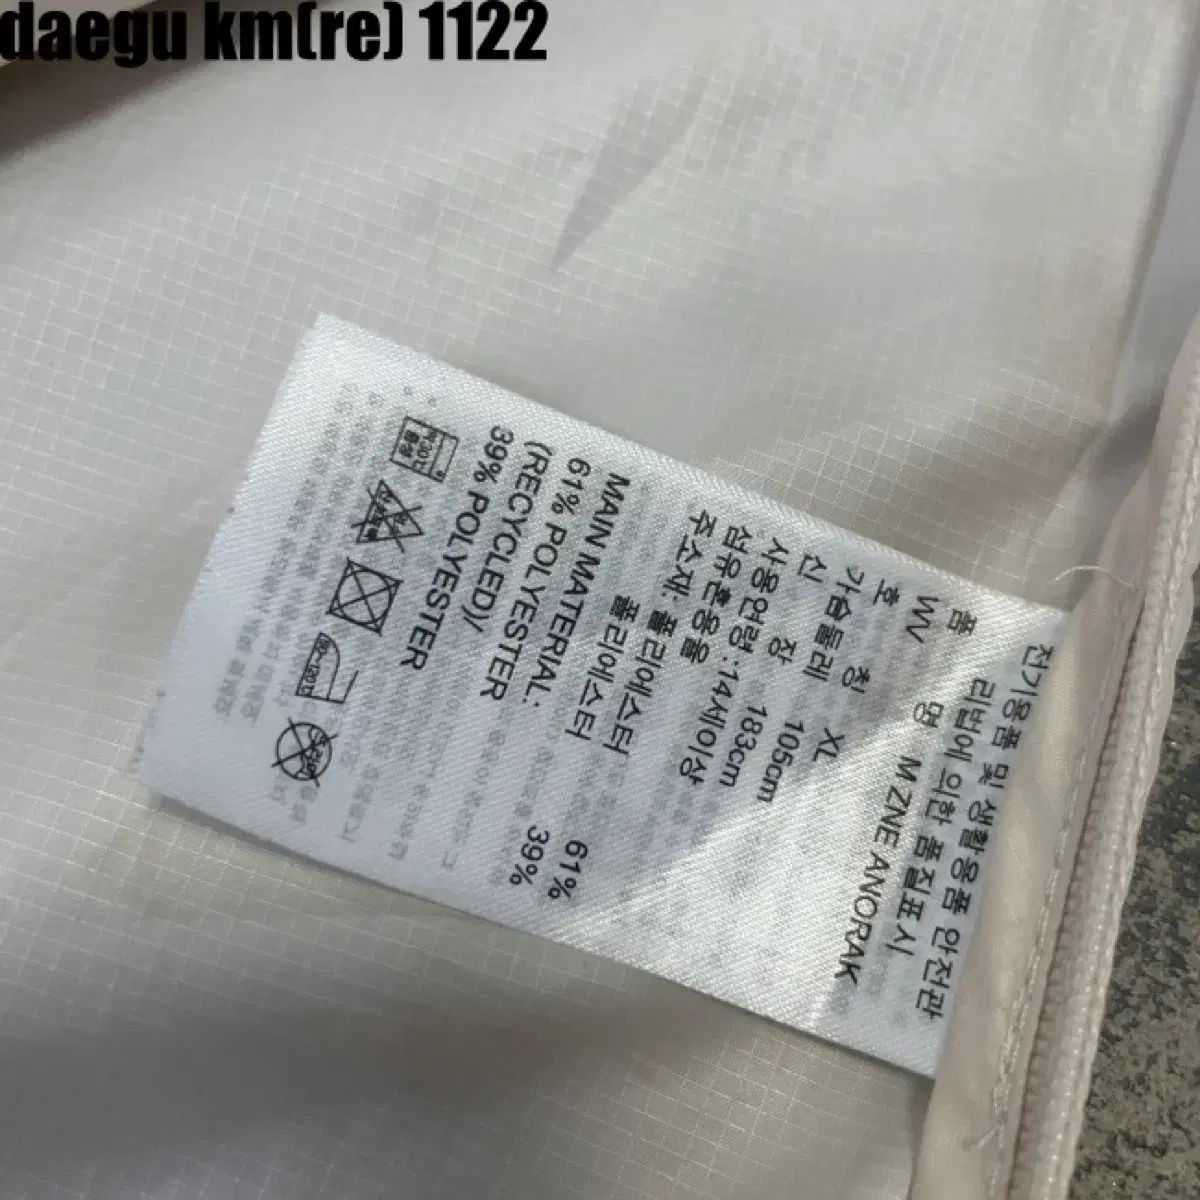 daegu km(re) 1122
전기용품 및 생활용품 안전관
리법에 의한 품질표시
품 명 M ZNE ANORAK
WV
호 칭 XL
가슴둘레 105cm
신 장 183cm
사용연령 :14세이상
섬유혼용율
주소재: 폴리에스터 61%
폴리에스터 39%
MAIN MATERIAL:
61% POLYESTER
(RECYCLED)/
39% POLYESTER